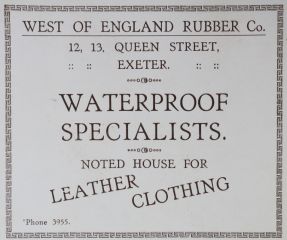 WEST OF ENGLAND RUBBER Co.
12, 13, QUEEN STREET,
:: :: EXETER. :: ::
WATERPROOF
SPECIALISTS.
NOTED HOUSE FOR
LEATHER
CLOTHING
'Phone 3955.